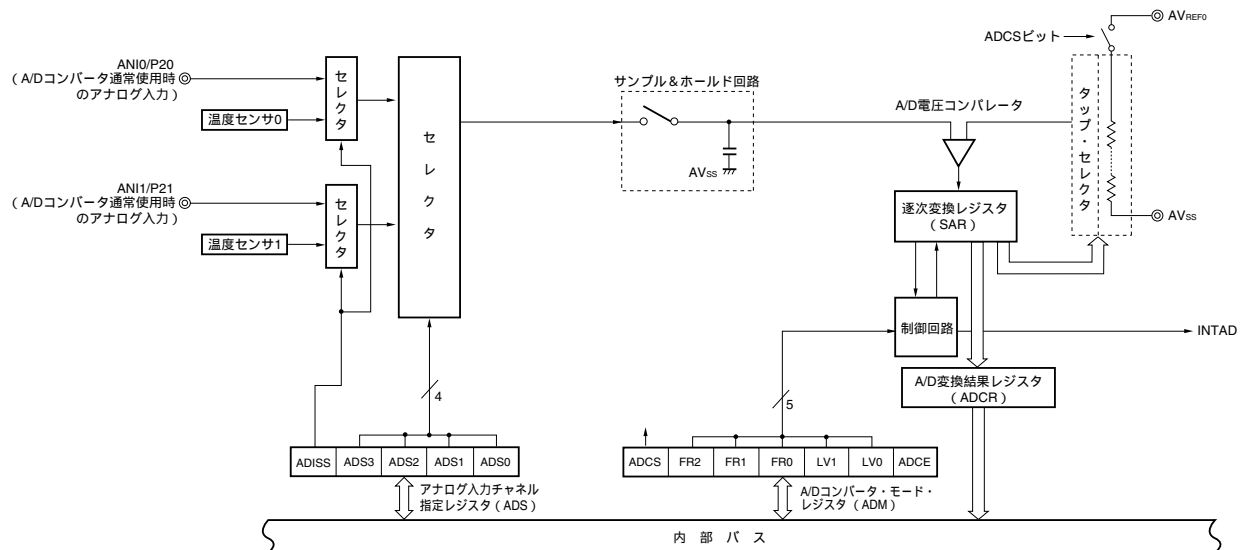 AVREF0
ADCSビット
ANI0/P20
（A/Dコンバータ通常使用時
のアナログ入力）
セレクタ
温度センサ0
セレクタ
サンプル＆ホールド回路
AVSS
A/D電圧コンパレータ
タップ・セレクタ
AVSS
ANI1/P21
（A/Dコンバータ通常使用時
のアナログ入力）
セレクタ
温度センサ1
逐次変換レジスタ
（SAR）
制御回路
INTAD
A/D変換結果レジスタ
（ADCR）
4
5
ADISS ADS3 ADS2 ADS1 ADS0
ADCS FR2 FR1 FR0 LV1 LV0 ADCE
アナログ入力チャネル
指定レジスタ（ADS）
A/Dコンバータ・モード・
レジスタ（ADM）
内部バス